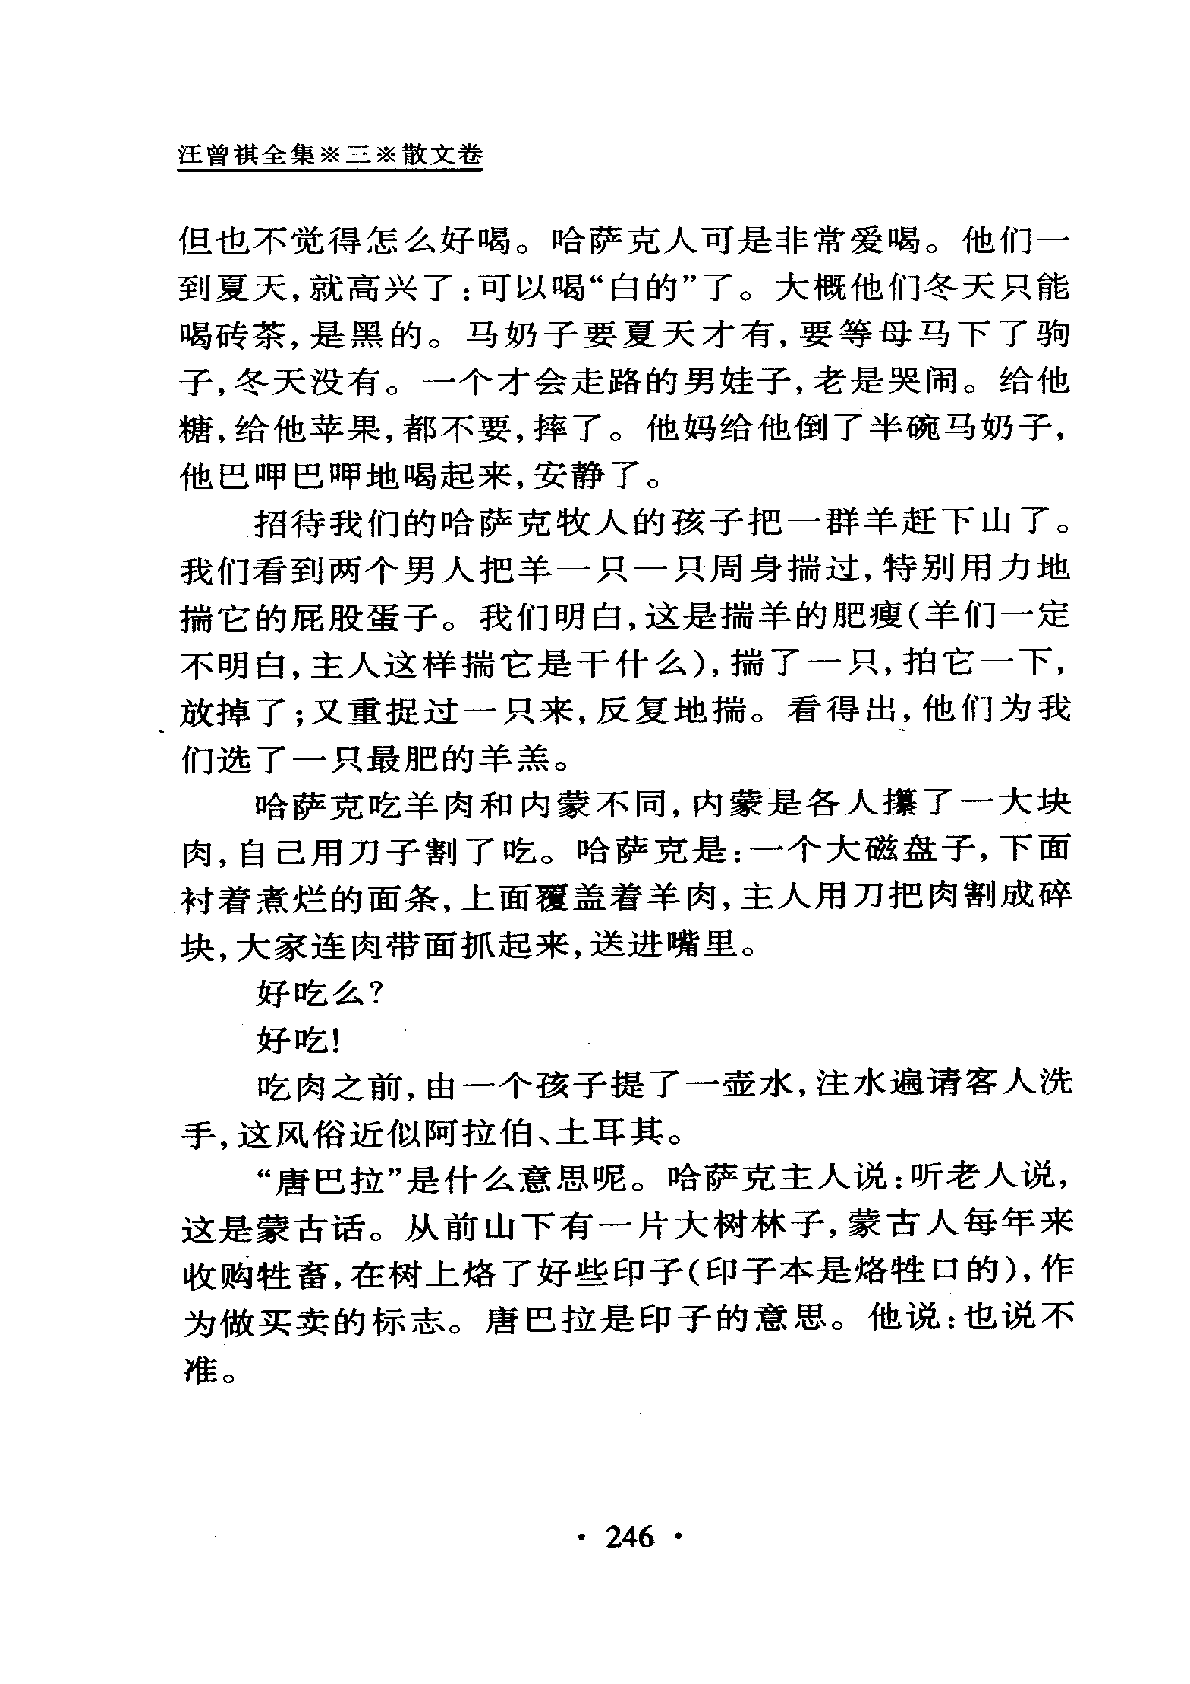 汪曾祺全集※三※散文卷
但也不觉得怎么好喝。哈萨克人可是非常爱喝。他们一
到夏天,就高兴了:可以喝“白的”了。大概他们冬天只能
喝砖茶,是黑的。马奶子要夏天才有,要等母马下了驹
子,冬天没有。一个才会走路的男娃子,老是哭闹。给他
糖,给他苹果,都不要,摔了。他妈给他倒了半碗马奶子,
他巴呷巴呷地喝起来,安静了。
招待我们的哈萨克牧人的孩子把一群羊赶下山了。
我们看到两个男人把羊一只一只周身揣过,特别用力地
揣它的屁股蛋子。我们明白,这是揣羊的肥瘦(羊们一定
不明白,主人这样揣它是干什么),揣了一只,拍它一下,
放掉了;又重捉过一只来,反复地揣。看得出,他们为我
们选了一只最肥的羊羔。
哈萨克吃羊肉和内蒙不同,内蒙是各人攥了一大块
肉,自己用刀子割了吃。哈萨克是:一个大磁盘子,下面
衬着煮烂的面条,上面覆盖着羊肉,主人用刀把肉割成碎
块,大家连肉带面抓起来,送进嘴里。
好吃么?
好吃!
吃肉之前,由一个孩子提了一壶水,注水遍请客人洗
手,这风俗近似阿拉伯、土耳其。
“唐巴拉”是什么意思呢。哈萨克主人说:听老人说,
这是蒙古话。从前山下有一片大树林子,蒙古人每年来
收购牲畜,在树上烙了好些印子(印子本是烙牲口的),作
为做买卖的标志。唐巴拉是印子的意思。他说:也说不
准。
· 246 ·